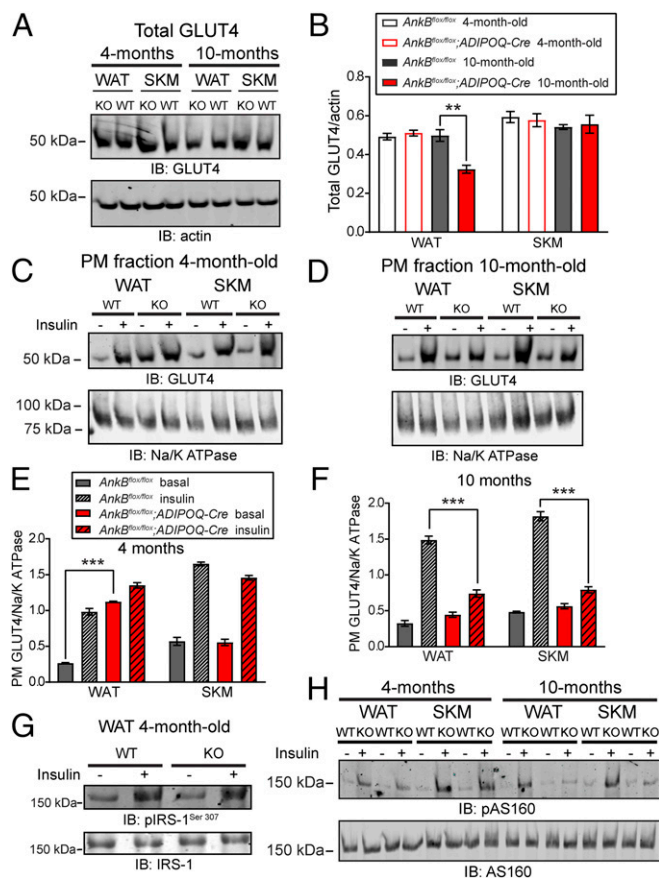 A
Total GLUT4
4-months 10-months
WAT SKM WAT SKM
KO WT KO WT KO WT KO WT
50 kDa
IB: GLUT4
50 kDa
IB: actin
B
AnkBflox/flox 4-month-old
AnkBflox/flox;ADIPOQ-Cre 4-month-old
AnkBflox/flox 10-month-old
AnkBflox/flox;ADIPOQ-Cre 10-month-old
Total GLUT4/actin
0.8
0.6
0.4
0.2
0.0
**
WAT SKM
C
PM fraction 4-month-old
WAT SKM
WT KO WT KO
Insulin - + - + - + - +
50 kDa
IB: GLUT4
100 kDa
75 kDa
IB: Na/K ATPase
D
PM fraction 10-month-old
WAT SKM
WT KO WT KO
- + - + - + - +
IB: GLUT4
IB: Na/K ATPase
E
AnkBflox/flox basal
AnkBflox/flox insulin
AnkBflox/flox;ADIPOQ-Cre basal
AnkBflox/flox;ADIPOQ-Cre insulin
4 months
PM GLUT4/Na/K ATPase
2.0
1.5
1.0
0.5
0.0
***
WAT SKM
F
10 months
PM GLUT4/Na/K ATPase
2.0
1.5
1.0
0.5
0.0
*** ***
WAT SKM
G
WAT 4-month-old
WT KO
Insulin - + - +
150 kDa
IB: pIRS-1Ser 307
150 kDa
IB: IRS-1
H
4-months 10-months
WAT SKM WAT SKM
WT KO WT KO WT KO WT KO WT KO WT KO WT KO WT KO
Insulin - + - + - + - + - + - + - + - +
150 kDa
IB: pAS160
150 kDa
IB: AS160